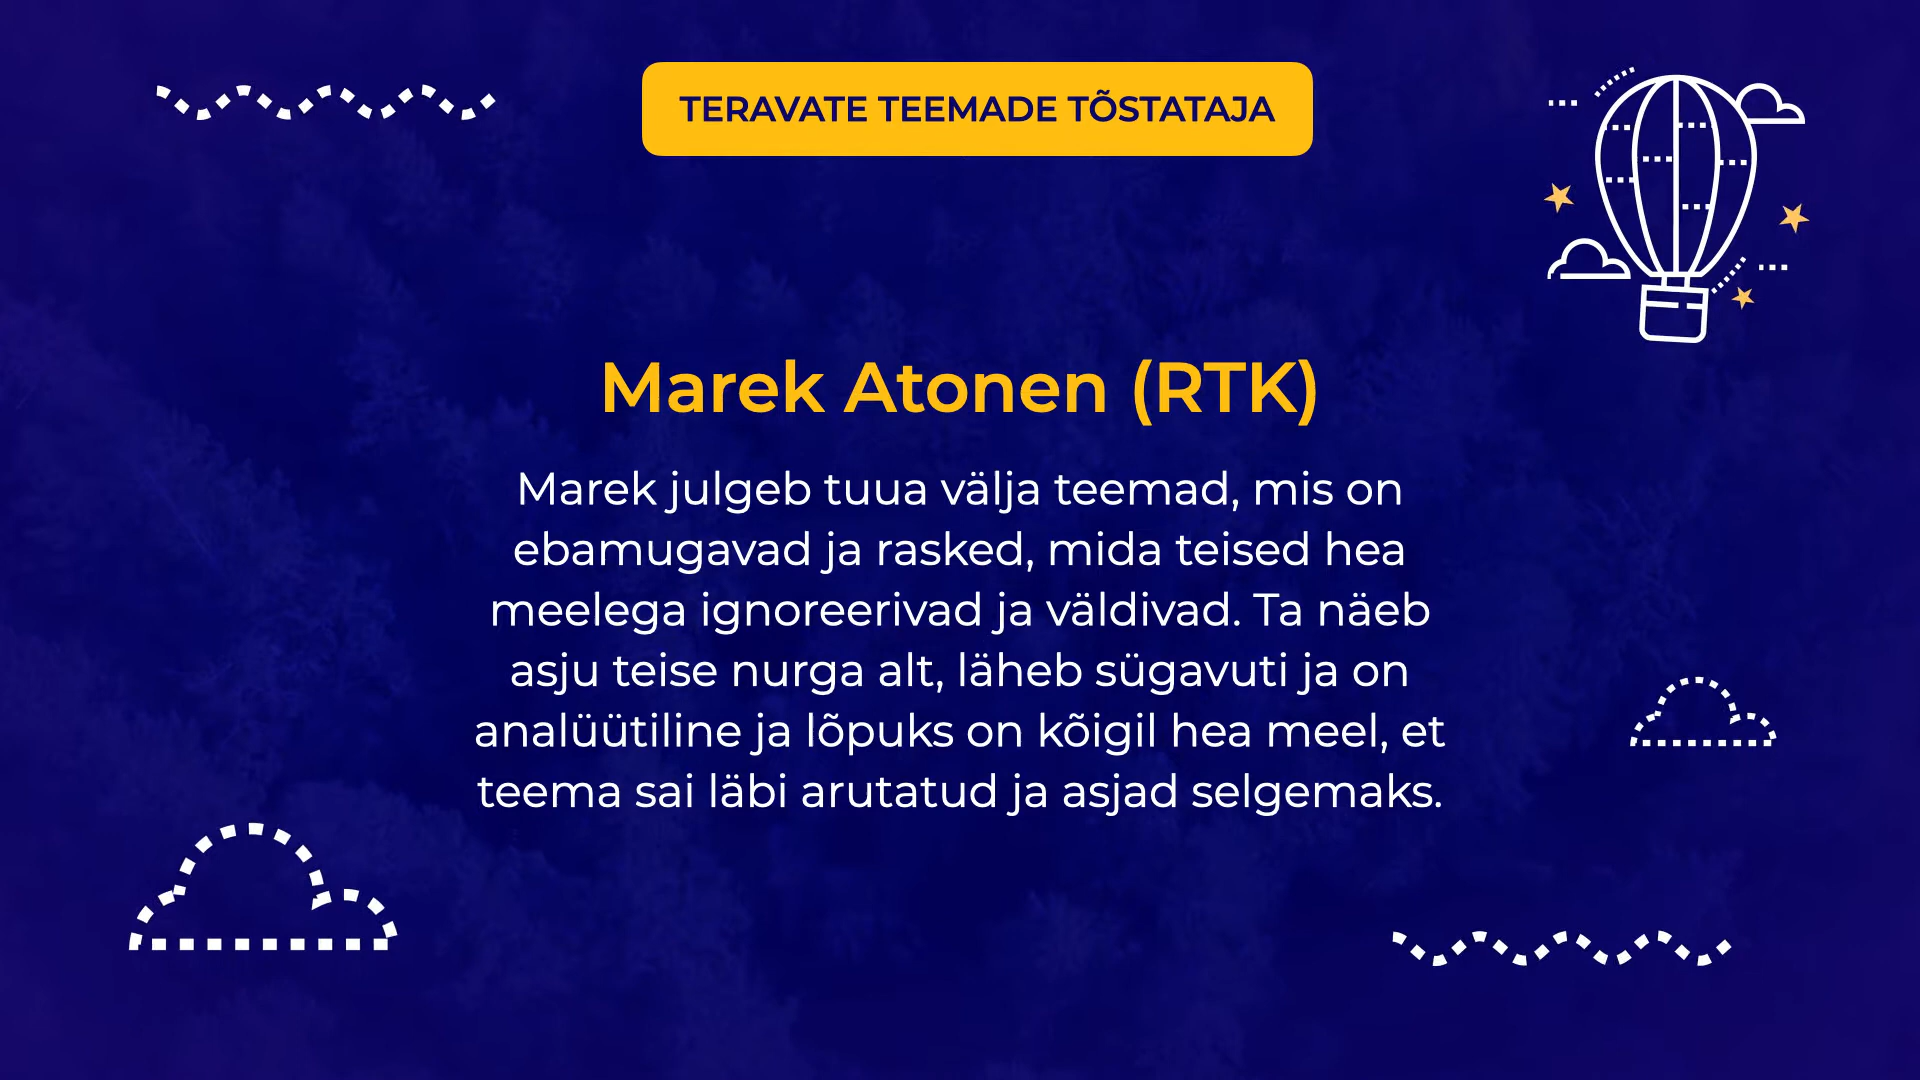 TERAVATE TEEMADE TÕSTATAJA
Marek Atonen (RTK)
Marek julgeb tuua välja teemad, mis on
ebamugavad ja rasked, mida teised hea
meelega ignoreerivad ja väldivad. Ta näeb
asju teise nurga alt, läheb sügavuti ja on
analüütiline ja lõpuks on kõigil hea meel, et
teema sai läbi arutatud ja asjad selgemaks.